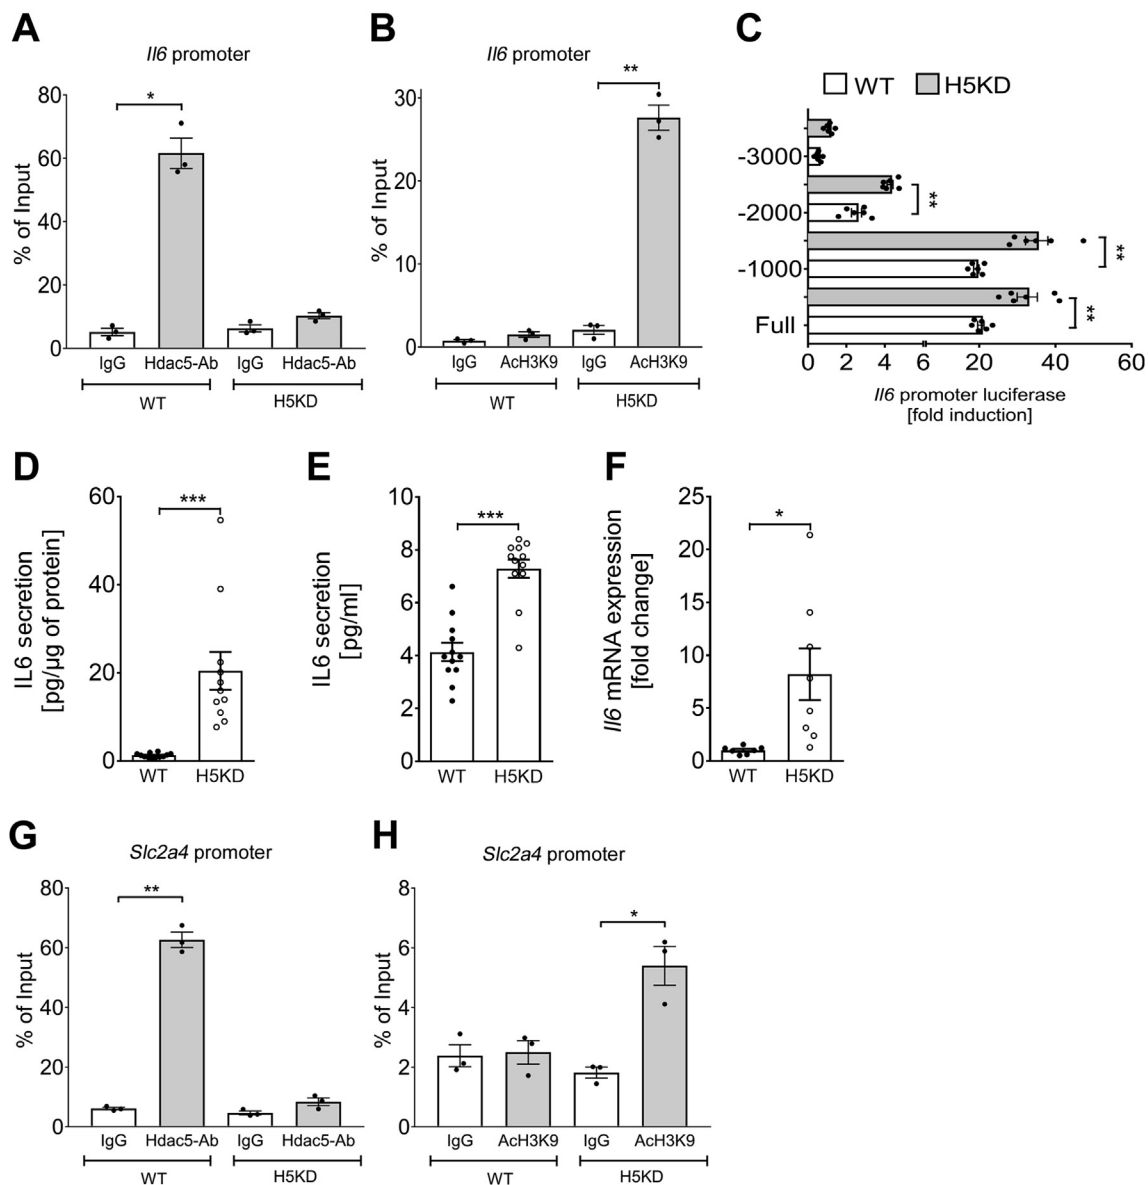 A
Il6 promoter
% of Input
80
60
40
20
0
*
IgG
Hdac5-Ab
IgG
Hdac5-Ab
WT
H5KD
B
Il6 promoter
% of Input
30
20
10
0
**
IgG
AcH3K9
IgG
AcH3K9
WT
H5KD
C
WT
H5KD
-3000
-2000
-1000
Full
**
**
**
0 2 4 6 20 40 60
Il6 promoter luciferase
[fold induction]
D
IL6 secretion
[pg/µg of protein]
60
40
20
0
***
WT
H5KD
E
IL6 secretion
[pg/ml]
10
8
6
4
2
0
***
WT
H5KD
F
Il6 mRNA expression
[fold change]
25
20
15
10
5
0
*
WT
H5KD
G
Slc2a4 promoter
% of Input
80
60
40
20
0
**
IgG
Hdac5-Ab
IgG
Hdac5-Ab
WT
H5KD
H
Slc2a4 promoter
% of Input
8
6
4
2
0
*
IgG
AcH3K9
IgG
AcH3K9
WT
H5KD